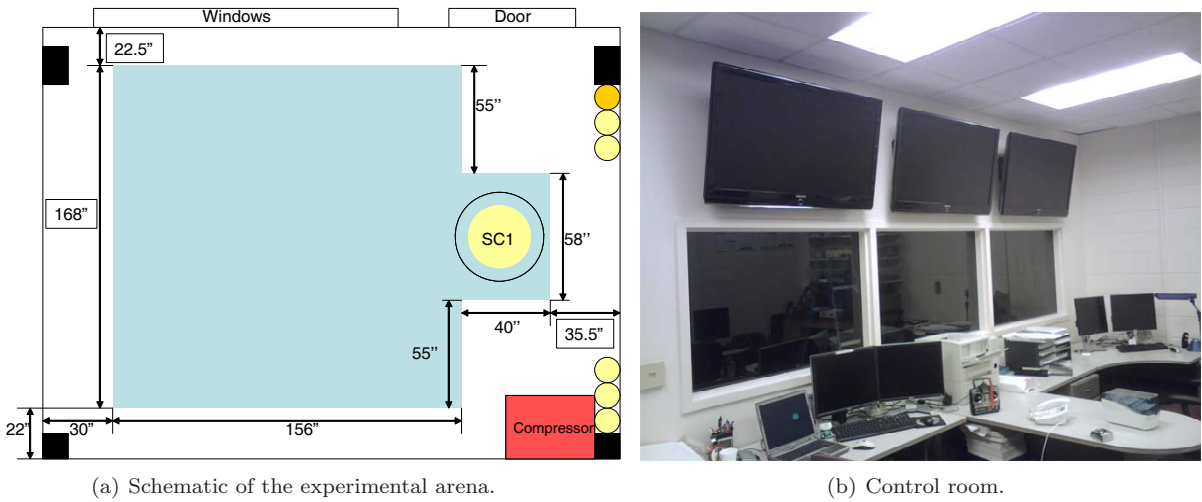 Windows
Door
22.5”
55’’
168”
SC1
58’’
40’’
35.5”
55’’
22”
30”
156”
Compressor
(a) Schematic of the experimental arena.
(b) Control room.